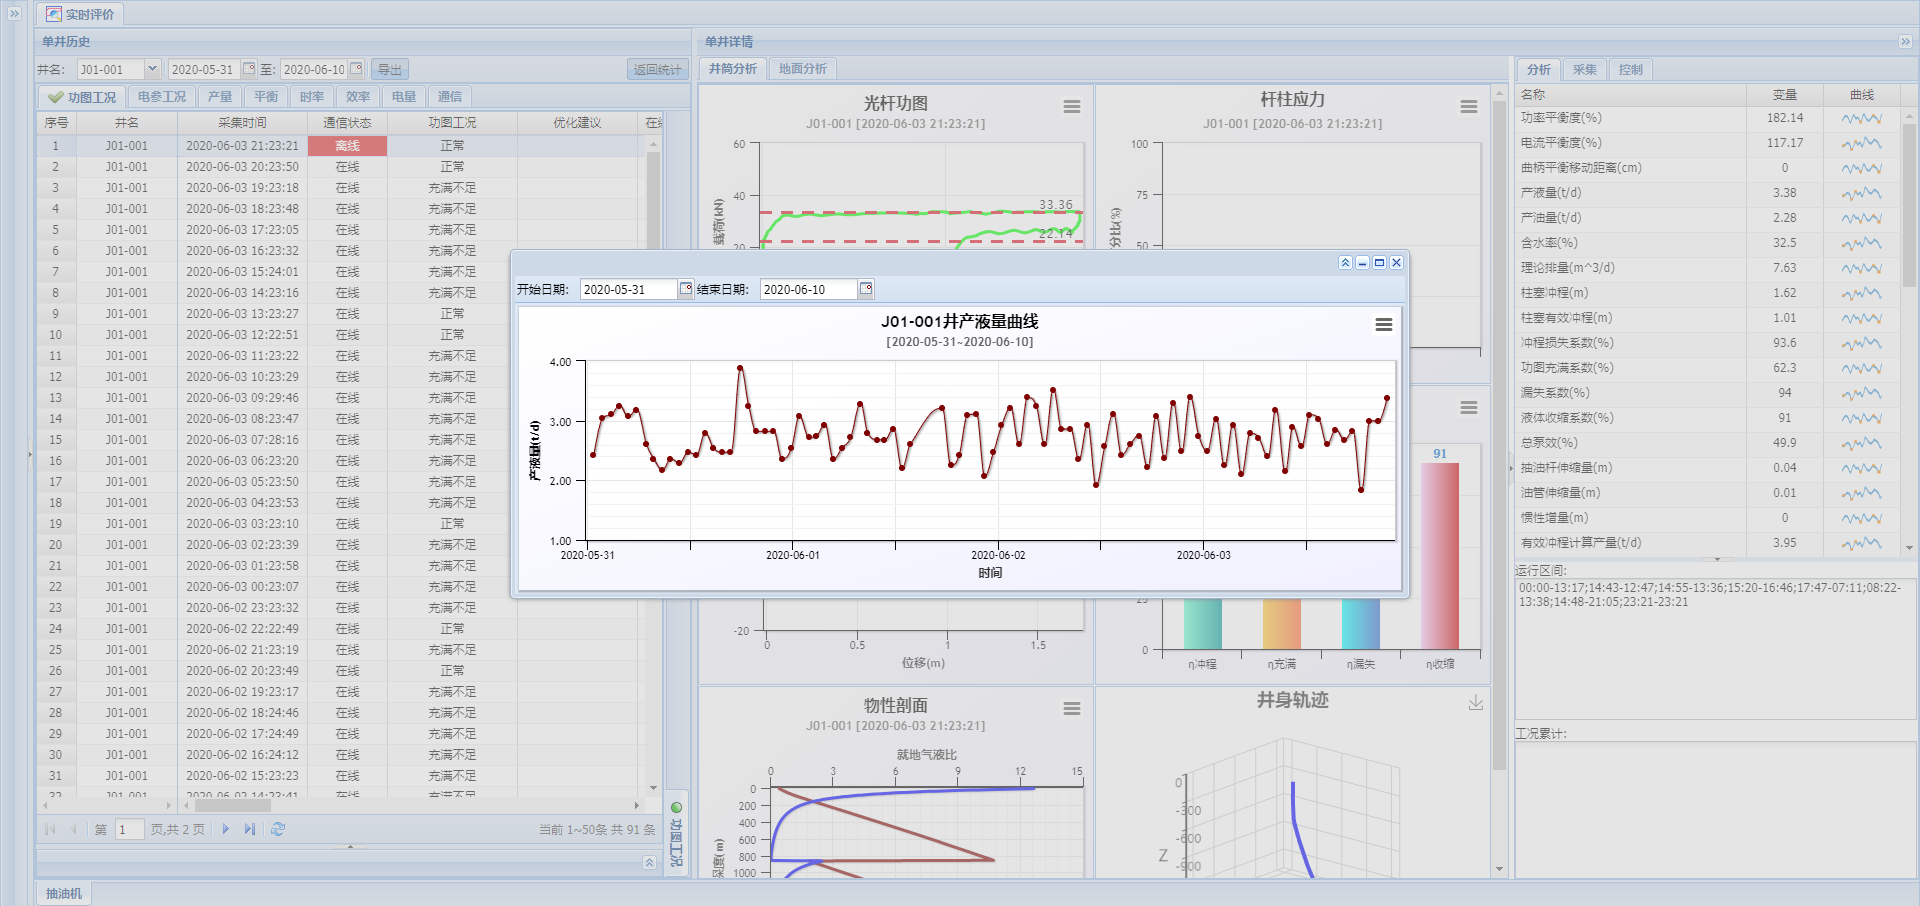 实时评价
单井历史
井名: J01-001 2020-05-31 至: 2020-06-10 导出 返回统计
功图工况 电参工况 产量 平衡 时率 效率 电量 通信
序号 井名 采集时间 通信状态 功图工况 优化建议
1 J01-001 2020-06-03 21:23:21 离线 正常
2 J01-001 2020-06-03 20:23:50 在线 正常
3 J01-001 2020-06-03 19:23:18 在线 充满不足
4 J01-001 2020-06-03 18:23:48 在线 充满不足
5 J01-001 2020-06-03 17:23:05 在线 充满不足
6 J01-001 2020-06-03 16:23:32 在线 充满不足
7 J01-001 2020-06-03 15:24:01 在线 充满不足
8 J01-001 2020-06-03 14:23:16 在线 充满不足
9 J01-001 2020-06-03 13:23:27 在线 正常
10 J01-001 2020-06-03 12:22:51 在线 正常
11 J01-001 2020-06-03 11:23:22 在线 充满不足
12 J01-001 2020-06-03 10:23:29 在线 充满不足
13 J01-001 2020-06-03 09:29:46 在线 充满不足
14 J01-001 2020-06-03 08:23:47 在线 充满不足
15 J01-001 2020-06-03 07:28:16 在线 充满不足
16 J01-001 2020-06-03 06:23:20 在线 充满不足
17 J01-001 2020-06-03 05:23:50 在线 充满不足
18 J01-001 2020-06-03 04:23:53 在线 充满不足
19 J01-001 2020-06-03 03:23:10 在线 正常
20 J01-001 2020-06-03 02:23:39 在线 充满不足
21 J01-001 2020-06-03 01:23:58 在线 充满不足
22 J01-001 2020-06-03 00:23:07 在线 充满不足
23 J01-001 2020-06-02 23:23:32 在线 充满不足
24 J01-001 2020-06-02 22:22:49 在线 正常
25 J01-001 2020-06-02 21:23:19 在线 充满不足
26 J01-001 2020-06-02 20:23:49 在线 正常
27 J01-001 2020-06-02 19:23:17 在线 充满不足
28 J01-001 2020-06-02 18:24:46 在线 充满不足
29 J01-001 2020-06-02 17:24:49 在线 充满不足
30 J01-001 2020-06-02 16:24:12 在线 充满不足
31 J01-001 2020-06-02 15:23:23 在线 充满不足
第 1 页,共 2 页 当前 1~50条 共 91 条
功图工况
抽油机
单井详情
井筒分析 地面分析
光杆功图
J01-001 [2020-06-03 21:23:21]
60
40
20
载荷(kN)
33.36
22.14
-20
0 0.5 1 1.5
位移(m)
杆柱应力
J01-001 [2020-06-03 21:23:21]
100
75
50
分比(%)
开始日期: 2020-05-31 结束日期: 2020-06-10
J01-001井产液量曲线
[2020-05-31~2020-06-10]
4.00
3.00
2.00
1.00
产液量(t/d)
2020-05-31 2020-06-01 2020-06-02 2020-06-03
时间
91
25
0
η冲程 η充满 η漏失 η收缩
物性剖面
J01-001 [2020-06-03 21:23:21]
就地气液比
0 3 6 9 12 15
0
200
400
600
800
1000
深度(m)
井身轨迹
0
-300
-600
-900
Z
分析 采集 控制
名称 变量 曲线
功率平衡度(%) 182.14
电流平衡度(%) 117.17
曲柄平衡移动距离(cm) 0
产液量(t/d) 3.38
产油量(t/d) 2.28
含水率(%) 32.5
理论排量(m^3/d) 7.63
柱塞冲程(m) 1.62
柱塞有效冲程(m) 1.01
冲程损失系数(%) 93.6
功图充满系数(%) 62.3
漏失系数(%) 94
液体收缩系数(%) 91
总泵效(%) 49.9
抽油杆伸缩量(m) 0.04
油管伸缩量(m) 0.01
惯性增量(m) 0
有效冲程计算产量(t/d) 3.95
运行区间:
00:00-13:17;14:43-12:47;14:55-13:36;15:20-16:46;17:47-07:11;08:22-
13:38;14:48-21:05;23:21-23:21
工况累计: